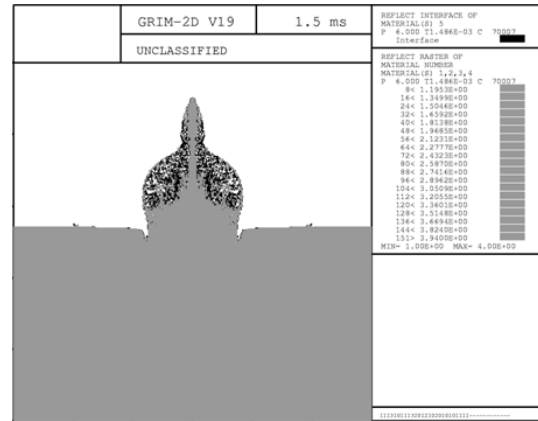 GRIM-2D V19
1.5 ms
UNCLASSIFIED
REFLECT INTERFACE OF
MATERIAL(S) 5
P 6.000 T1.486E-03 C 70007
Interface
REFLECT RASTER OF
MATERIAL NUMBER
MATERIAL(S) 1,2,3,4
P 6.000 T1.486E-03 C 70007
8< 1.1953E+00
16< 1.3499E+00
24< 1.5046E+00
32< 1.6592E+00
40< 1.8138E+00
48< 1.9685E+00
56< 2.1231E+00
64< 2.2777E+00
72< 2.4323E+00
80< 2.5870E+00
88< 2.7416E+00
96< 2.8962E+00
104< 3.0509E+00
112< 3.2055E+00
120< 3.3601E+00
128< 3.5148E+00
136< 3.6694E+00
144< 3.8240E+00
151> 3.9400E+00
MIN= 1.00E+00 MAX= 4.00E+00